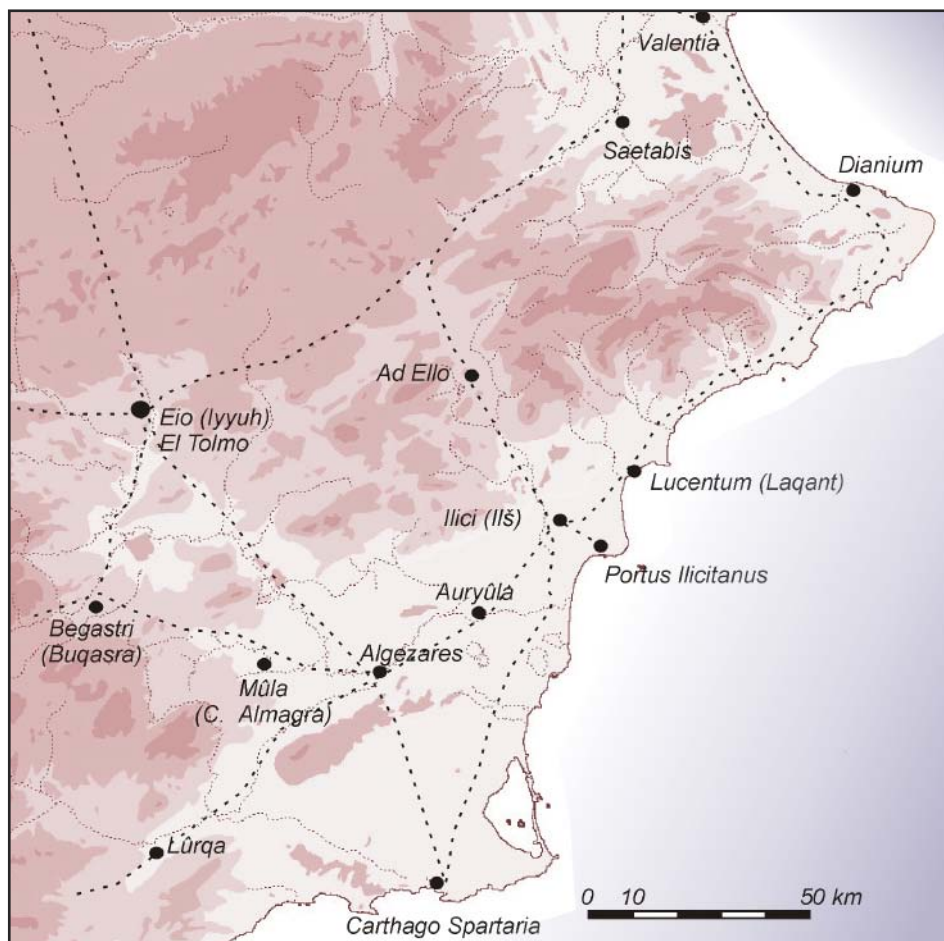 Valentia
Saetabis
Dianium
Ad Ello
Eio (Iyyuh)
El Tolmo
Lucentum (Laqant)
Ilici (Ilš)
Portus Ilicitanus
Auryûla
Begastri
(Buqasra)
Algezares
Mûla
(C. Almagra)
Lûrqa
Carthago Spartaria
0 10 50 km